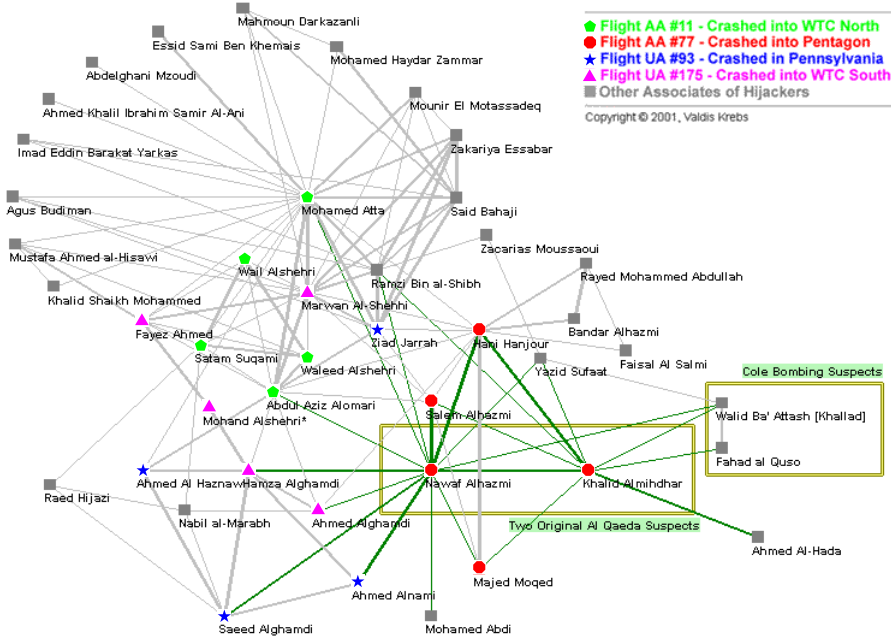 Mahmoun Darkazanli
Essid Sami Ben Khemais
Mohamed Haydar Zammar
Abdelghani Mzoudi
Mounir El Motassadeq
Ahmed Khalil Ibrahim Samir Al-Ani
Imad Eddin Barakat Yarkas
Zakariya Essabar
Flight AA #11 - Crashed into WTC North
Flight AA #77 - Crashed into Pentagon
Flight UA #93 - Crashed in Pennsylvania
Flight UA #175 - Crashed into WTC South
Other Associates of Hijackers
Copyright © 2001, Valdis Krebs
Agus Budiman
Mohamed Atta
Said Bahaji
Mustafa Ahmed al-Hisawi
Wail Alshehri
Zacarias Moussaoui
Ramzi Bin al-Shibh
Rayed Mohammed Abdullah
Khalid Shaikh Mohammed
Marwan Al-Shehhi
Fayez Ahmed
Ziad Jarrah
Hani Hanjour
Bandar Alhazmi
Satam Suqami
Waleed Alshehri
Yazid Sufaat
Faisal Al Salmi
Cole Bombing Suspects
Abdul Aziz Alomari
Mohand Alshehri*
Salem Alhazmi
Walid Ba' Attash [Khallad]
Fahad al Quso
Ahmed Al Haznawi
Hamza Alghamdi
Nawaf Alhazmi
Khalid Almihdhar
Raed Hijazi
Nabil al-Marabh
Ahmed Alghamdi
Two Original Al Qaeda Suspects
Ahmed Al-Hada
Ahmed Alnami
Majed Moqed
Saeed Alghamdi
Mohamed Abdi